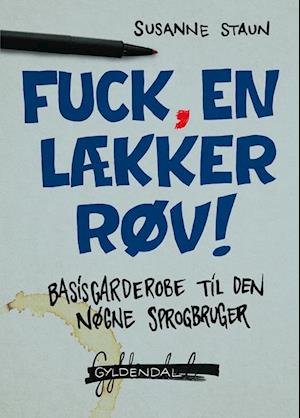 SUSANNE STAUN
FUCK, EN
LÆKKER
RØV!
BASISGARDEROBE TIL DEN
NØGNE SPROGBRUGER
GYLDENDAL